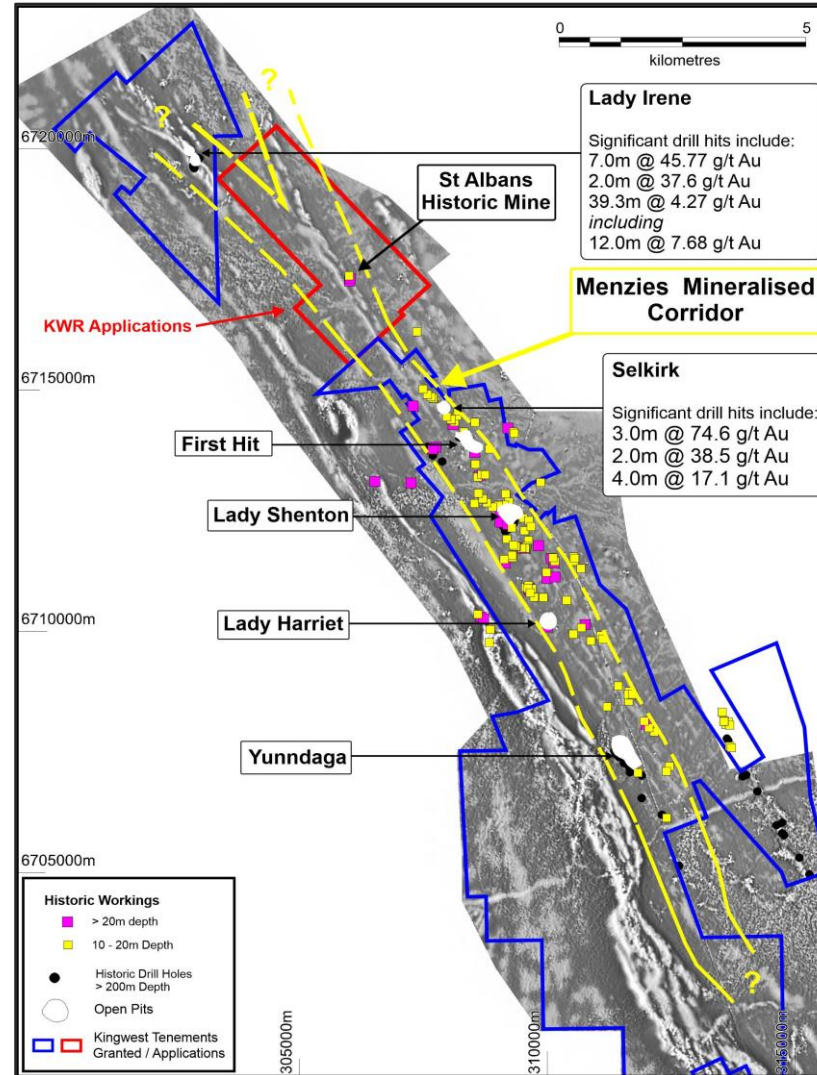 0 5
kilometres
Lady Irene
Significant drill hits include:
7.0m @ 45.77 g/t Au
2.0m @ 37.6 g/t Au
39.3m @ 4.27 g/t Au
including
12.0m @ 7.68 g/t Au
?
?
6720000m
St Albans
Historic Mine
Menzies Mineralised
Corridor
KWR Applications
6715000m
Selkirk
Significant drill hits include:
3.0m @ 74.6 g/t Au
2.0m @ 38.5 g/t Au
4.0m @ 17.1 g/t Au
First Hit
Lady Shenton
6710000m
Lady Harriet
Yunndaga
6705000m
?
Historic Workings
> 20m depth
10 - 20m Depth
Historic Drill Holes
> 200m Depth
Open Pits
Kingwest Tenements
Granted / Applications
305000m
310000m
315000m